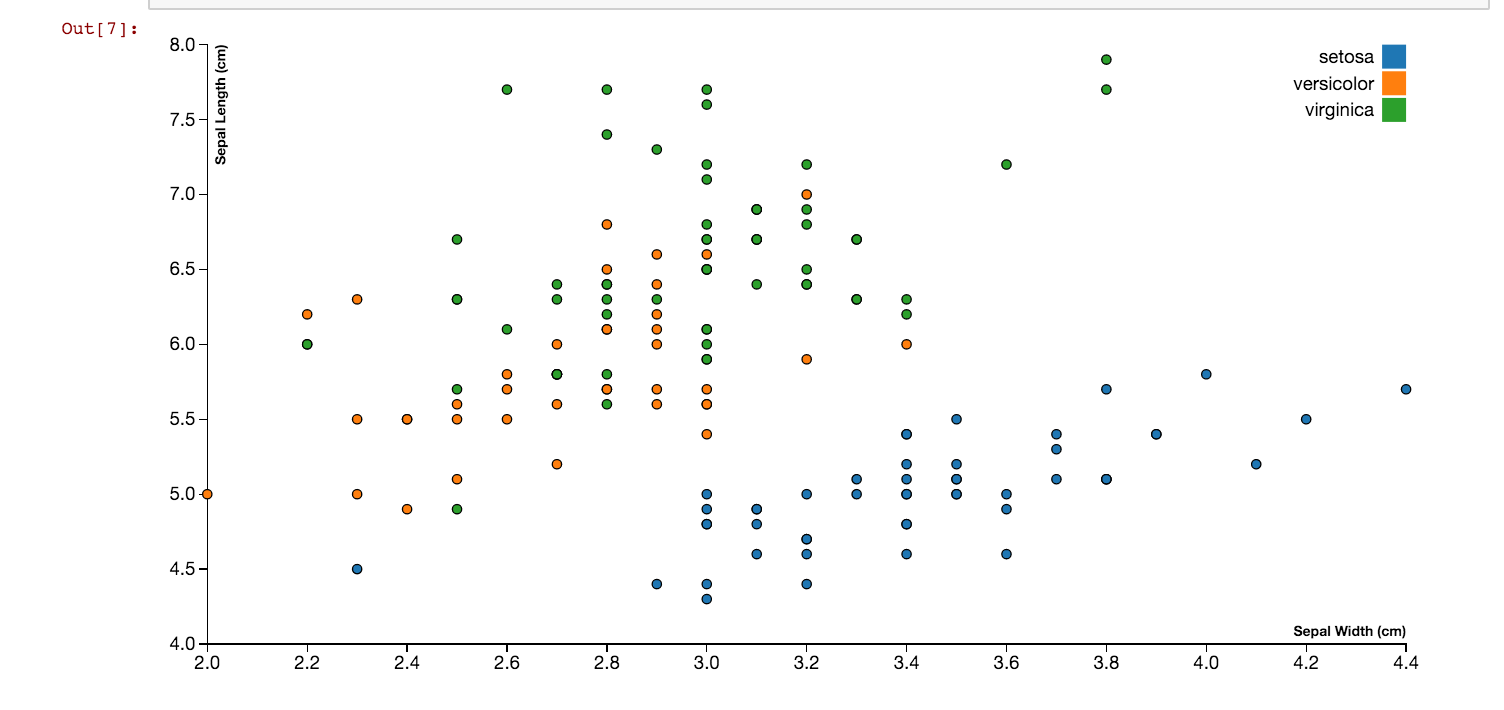 Out[7]:
8.0
Sepal Length (cm)
setosa
versicolor
virginica
7.5
7.0
6.5
6.0
5.5
5.0
4.5
4.0
Sepal Width (cm)
2.0 2.2 2.4 2.6 2.8 3.0 3.2 3.4 3.6 3.8 4.0 4.2 4.4